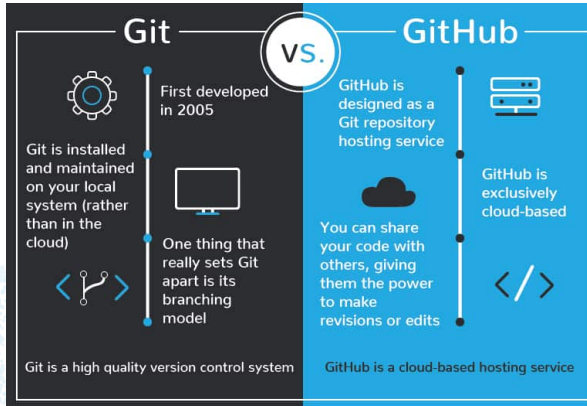 Git
VS.
GitHub
First developed
in 2005
Git is installed
and maintained
on your local
system (rather
than in the
cloud)
One thing that
really sets Git
apart is its
branching
model
Git is a high quality version control system
GitHub is
designed as a
Git repository
hosting service
GitHub is
exclusively
cloud-based
You can share
your code with
others, giving
them the power
to make
revisions or edits
GitHub is a cloud-based hosting service